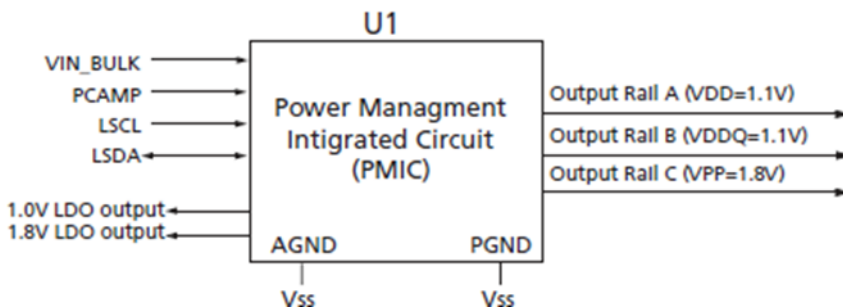 U1
VIN_BULK
PCAMP
LSCL
LSDA
1.0V LDO output
1.8V LDO output
Power Managment
Intigrated Circuit
(PMIC)
AGND
PGND
Output Rail A (VDD=1.1V)
Output Rail B (VDDQ=1.1V)
Output Rail C (VPP=1.8V)
Vss
Vss